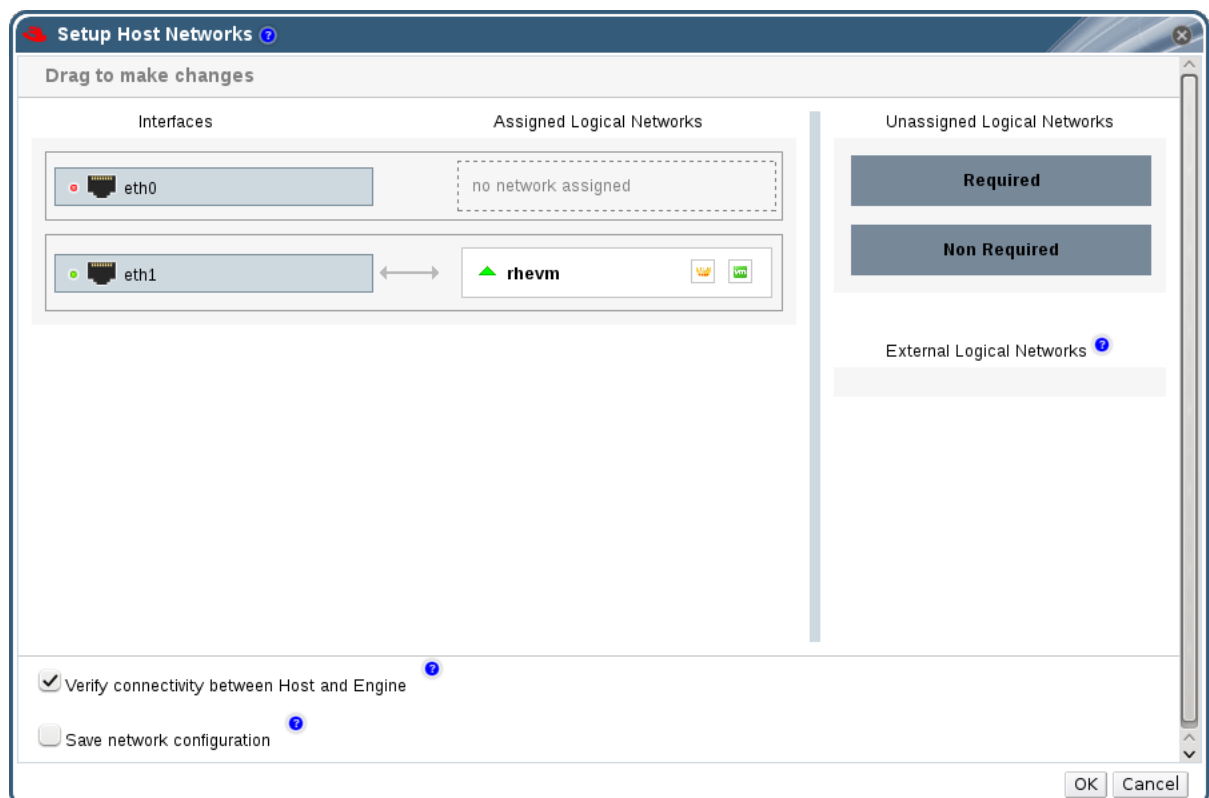 Setup Host Networks ?
Drag to make changes
Interfaces
Assigned Logical Networks
Unassigned Logical Networks
eth0
no network assigned
Required
eth1
rhevm
vm
Non Required
External Logical Networks ?
Verify connectivity between Host and Engine ?
Save network configuration ?
OK
Cancel